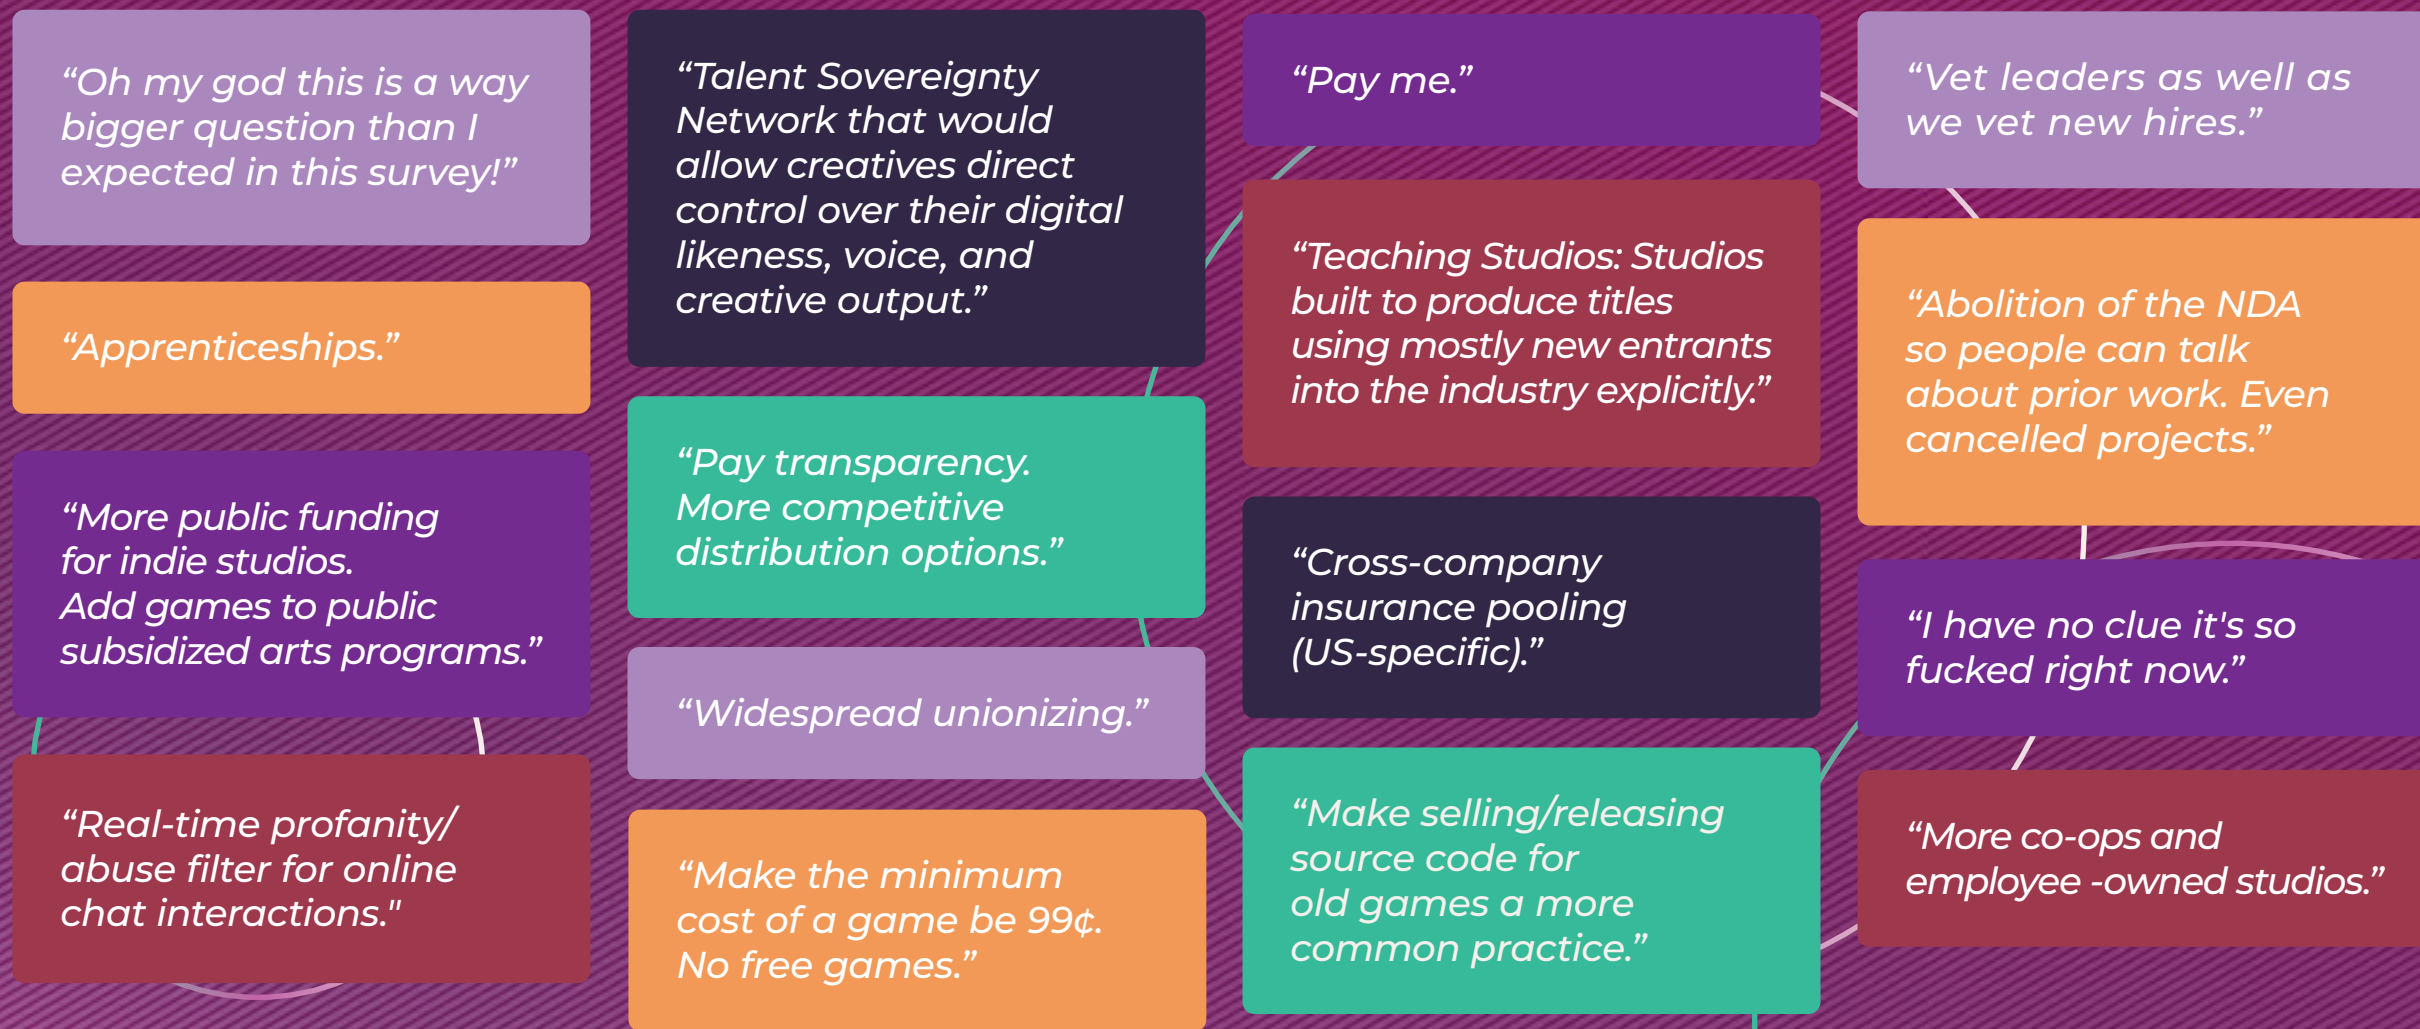 “Oh my god this is a way
bigger question than I
expected in this survey!”
“Apprenticeships.”
“More public funding
for indie studios.
Add games to public
subsidized arts programs.”
“Real-time profanity/
abuse filter for online
chat interactions."
“Talent Sovereignty
Network that would
allow creatives direct
control over their digital
likeness, voice, and
creative output.”
“Pay transparency.
More competitive
distribution options.”
“Widespread unionizing.”
“Make the minimum
cost of a game be 99¢.
No free games.”
“Pay me.”
“Teaching Studios: Studios
built to produce titles
using mostly new entrants
into the industry explicitly.”
“Cross-company
insurance pooling
(US-specific).”
“Make selling/releasing
source code for
old games a more
common practice.”
“Vet leaders as well as
we vet new hires.”
“Abolition of the NDA
so people can talk
about prior work. Even
cancelled projects.”
“I have no clue it's so
fucked right now.”
“More co-ops and
employee -owned studios.”